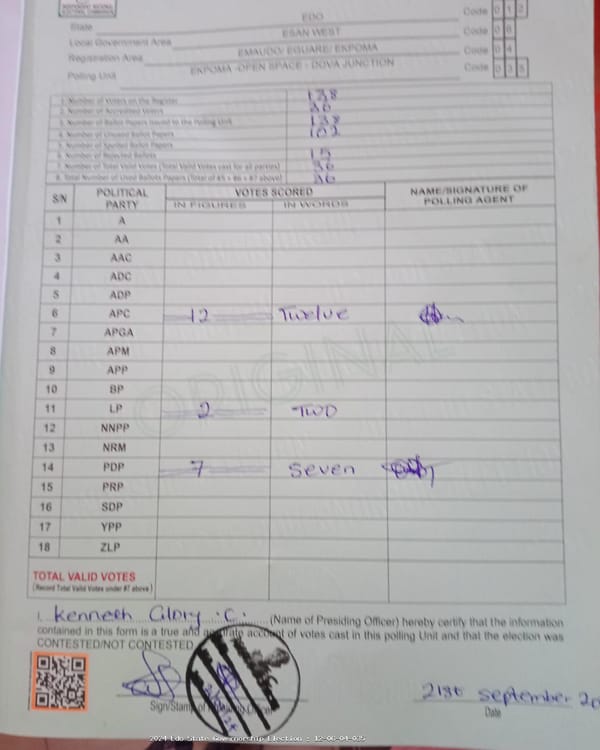 INDEPENDENT NATIONAL
ELECTORAL COMMISSION
State EDO Code 0 1 2
Local Government Area ESAN WEST Code 0 6
Registration Area EMAUDO/ EGUARE/ EKPOMA Code 0 4
Polling Unit EKPOMA -OPEN SPACE - DOVA JUNCTION Code 0 3 5
1. Number of Voters on the Register 138
2. Number of Accredited Voters 36
3. Number of Ballot Papers Issued to the Polling Unit 138
4. Number of Unused Ballot Papers 102
5. Number of Spoiled Ballot Papers
6. Number of Rejected Ballots 15
7. Number of Total Valid Votes (Total Valid Votes cast for all parties) 36
8. Total Number of Used Ballots Papers (Total of #5 + #6 + #7 above) 36
S/N POLITICAL PARTY VOTES SCORED NAME/SIGNATURE OF POLLING AGENT
IN FIGURES IN WORDS
1 A
2 AA
3 AAC
4 ADC
5 ADP
6 APC 12 Twelve
7 APGA
8 APM
9 APP
10 BP
11 LP 2 TWO
12 NNPP
13 NRM
14 PDP 7 Seven
15 PRP
16 SDP
17 YPP
18 ZLP
ORIGINAL
TOTAL VALID VOTES
(Record Total Valid Votes under #7 above)
I, Kenneth Glory .C. (Name of Presiding Officer) hereby certify that the information
contained in this form is a true and accurate account of votes cast in this polling Unit and that the election was
CONTESTED/NOT CONTESTED
21st September 20
Sign/Stamp of Presiding Officer Date
2024 Edo State Governorship Election : 12-06-04-035